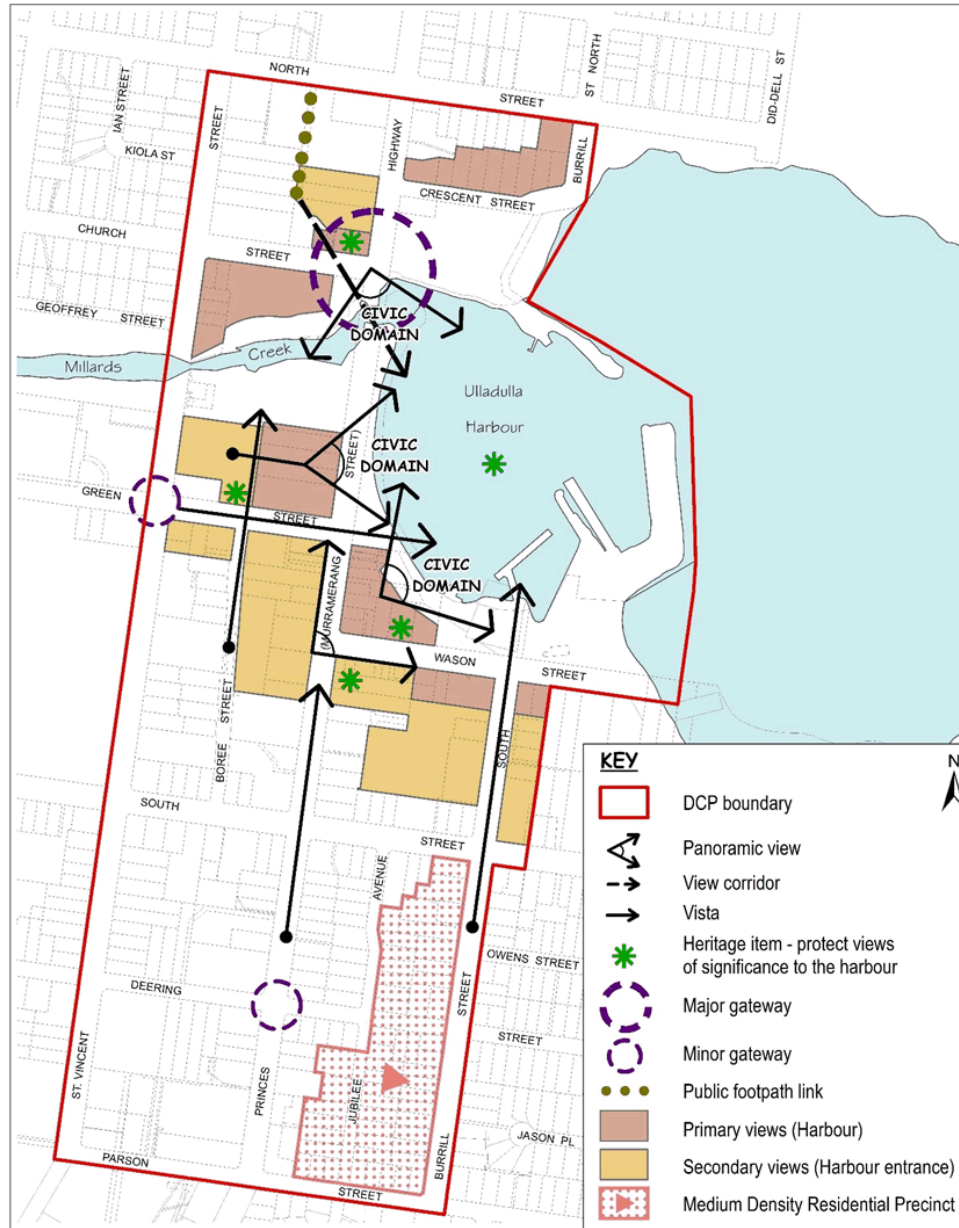 NORTH
STREET
ST NORTH
DID-DELL ST
IAN STREET
KIOLA ST
STREET
HIGHWAY
BURRILL
CRESCENT STREET
CHURCH
STREET
GEOFFREY STREET
CIVIC
DOMAIN
Millards
Creek
Ulladulla
Harbour
STREET)
CIVIC
DOMAIN
GREEN
STREET
CIVIC
DOMAIN
(MURRAMERANG
WASON
STREET
STREET
BOREE
SOUTH
SOUTH
STREET
AVENUE
OWENS STREET
DEERING
STREET
STREET
ST. VINCENT
PRINCES
JUBILEE
BURRILL
JASON PL
PARSON
STREET
KEY
N
DCP boundary
Panoramic view
View corridor
Vista
Heritage item - protect views
of significance to the harbour
Major gateway
Minor gateway
Public footpath link
Primary views (Harbour)
Secondary views (Harbour entrance)
Medium Density Residential Precinct